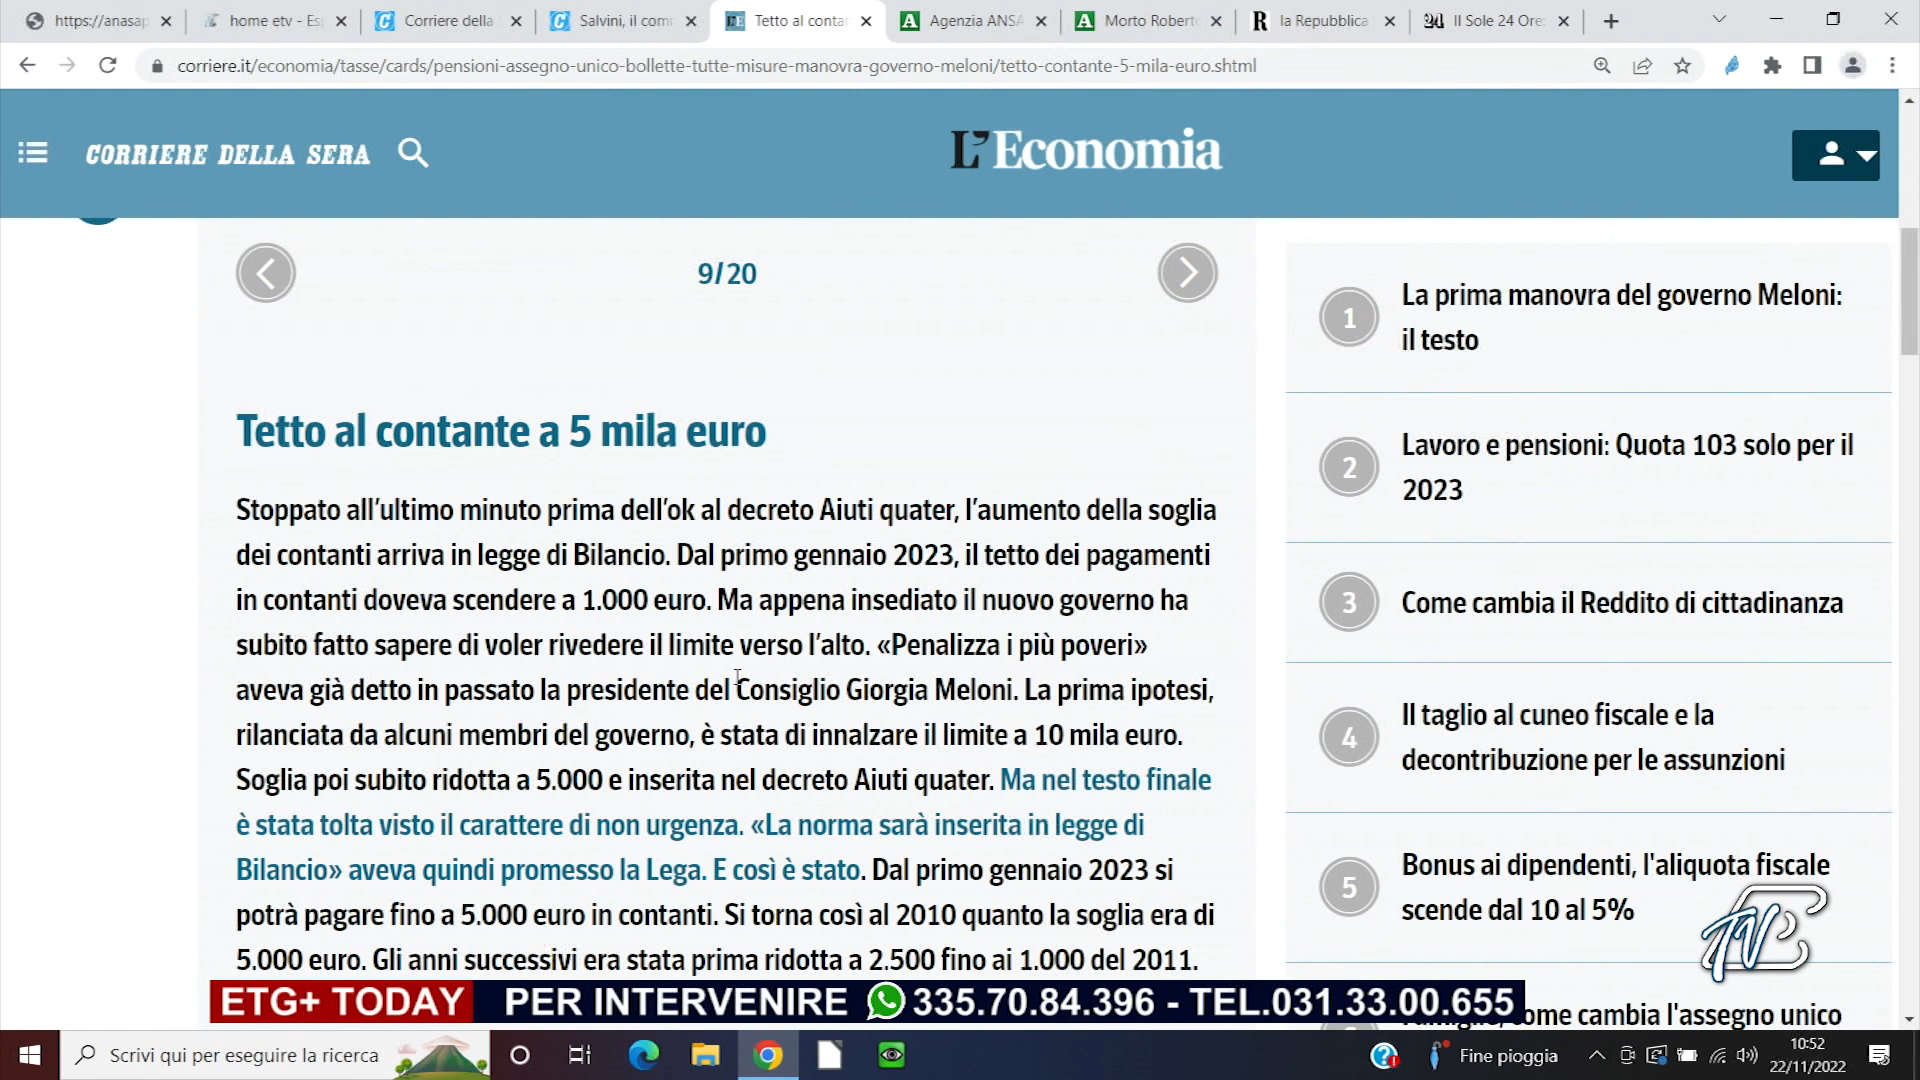 https://anasap
home etv - Es
Corriere della
Salvini, il com
Tetto al contan
Agenzia ANSA
Morto Roberto
la Repubblica
Il Sole 24 Ore:
corriere.it/economia/tasse/cards/pensioni-assegno-unico-bollette-tutte-misure-manovra-governo-meloni/tetto-contante-5-mila-euro.shtml
CORRIERE DELLA SERA
L'Economia
9/20
Tetto al contante a 5 mila euro
Stoppato all'ultimo minuto prima dell'ok al decreto Aiuti quater, l'aumento della soglia
dei contanti arriva in legge di Bilancio. Dal primo gennaio 2023, il tetto dei pagamenti
in contanti doveva scendere a 1.000 euro. Ma appena insediato il nuovo governo ha
subito fatto sapere di voler rivedere il limite verso l'alto. «Penalizza i più poveri»
aveva già detto in passato la presidente del Consiglio Giorgia Meloni. La prima ipotesi,
rilanciata da alcuni membri del governo, è stata di innalzare il limite a 10 mila euro.
Soglia poi subito ridotta a 5.000 e inserita nel decreto Aiuti quater. Ma nel testo finale
è stata tolta visto il carattere di non urgenza. «La norma sarà inserita in legge di
Bilancio» aveva quindi promesso la Lega. E così è stato. Dal primo gennaio 2023 si
potrà pagare fino a 5.000 euro in contanti. Si torna così al 2010 quanto la soglia era di
5.000 euro. Gli anni successivi era stata prima ridotta a 2.500 fino ai 1.000 del 2011.
1
La prima manovra del governo Meloni:
il testo
2
Lavoro e pensioni: Quota 103 solo per il
2023
3
Come cambia il Reddito di cittadinanza
4
Il taglio al cuneo fiscale e la
decontribuzione per le assunzioni
5
Bonus ai dipendenti, l'aliquota fiscale
scende dal 10 al 5%
come cambia l'assegno unico
ETG+ TODAY
PER INTERVENIRE 335.70.84.396 - TEL.031.33.00.655
Scrivi qui per eseguire la ricerca
Fine pioggia
10:52
22/11/2022